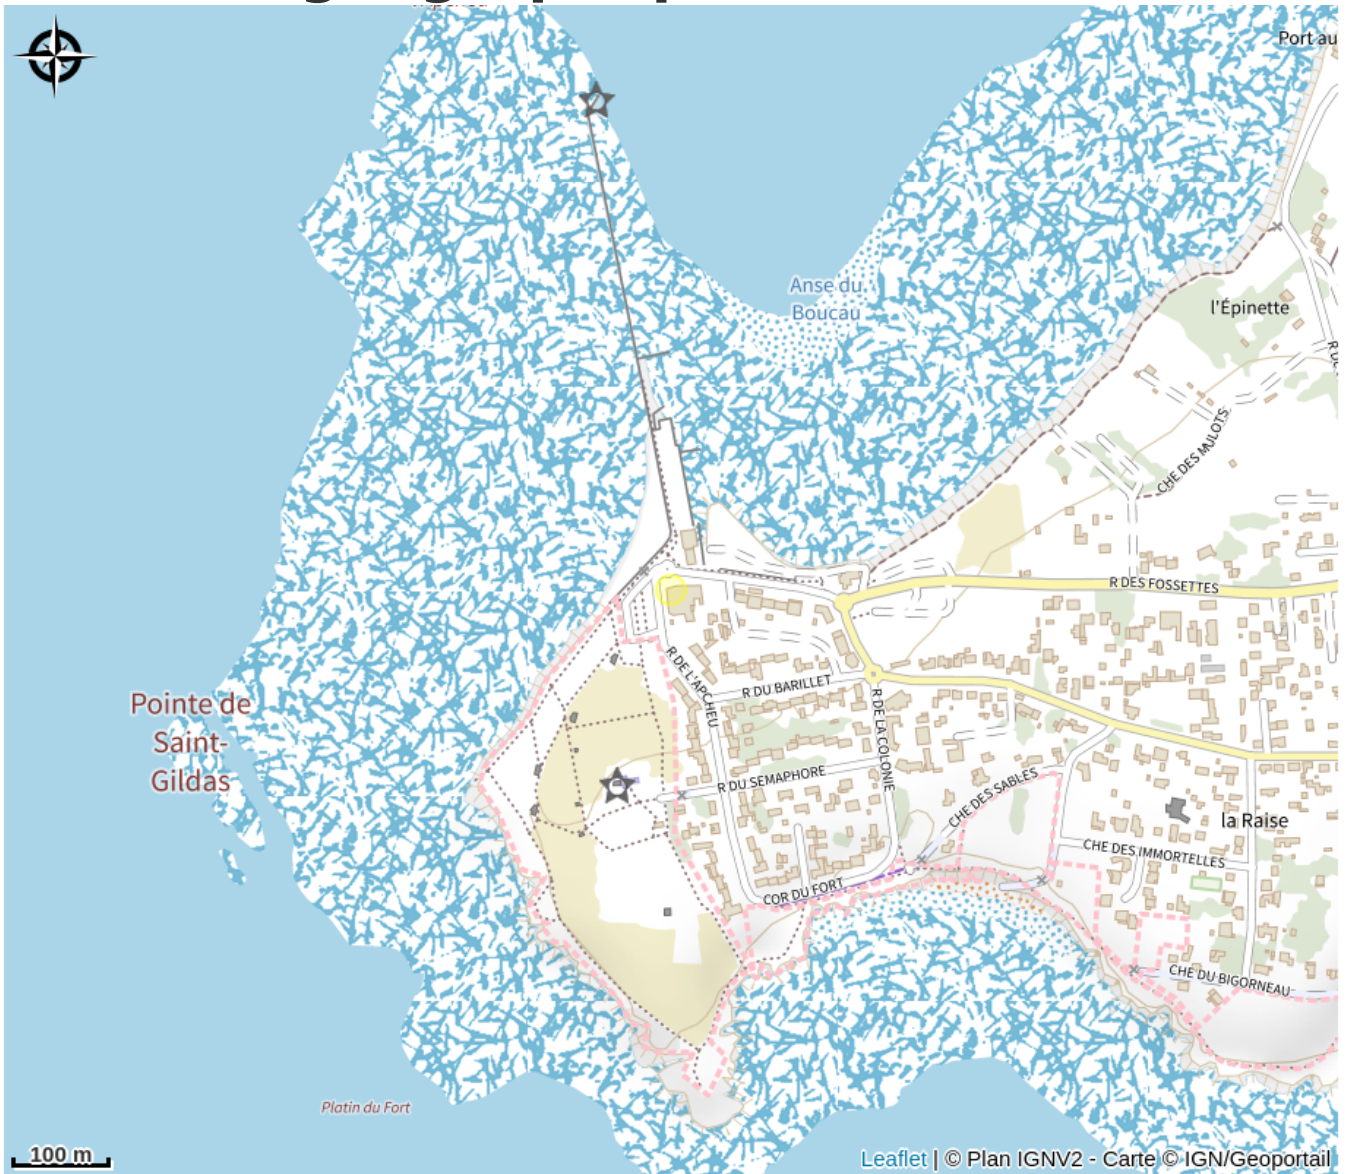 Port au
Anse du
Boucau
l'Épinette
CHE DES MULOTS
R DES FOSSETTES
R DE L'APCHEU
R DU BARILLET
Pointe de
Saint-
Gildas
R DE LA COLONIE
R DU SEMAPHORE
CHE DES SABLES
la Raise
CHE DES IMMORTELLES
COR DU FORT
CHE DU BIGORNEAU
Platin du Fort
100 m
Leaflet | © Plan IGNV2 - Carte © IGN/Geoportail